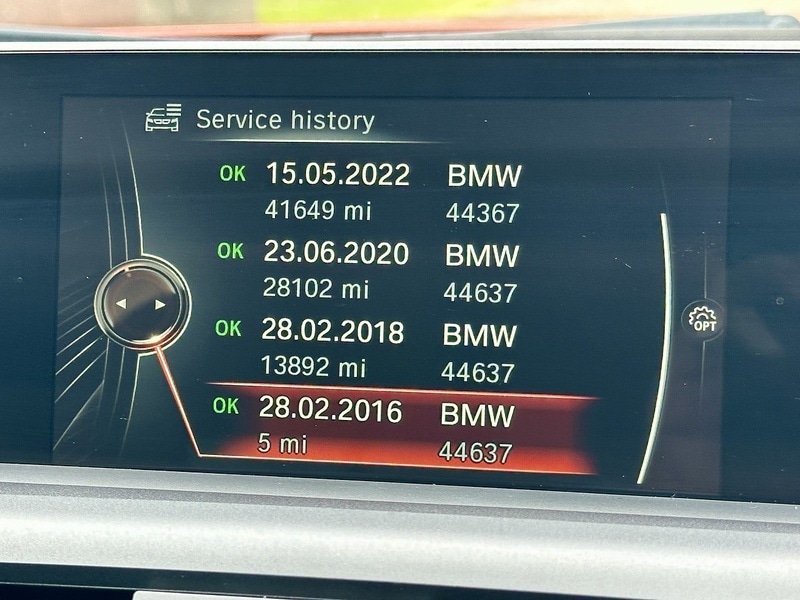 Service history
OK 15.05.2022 BMW
41649 mi 44367
OK 23.06.2020 BMW
28102 mi 44637
OK 28.02.2018 BMW
13892 mi 44637
OK 28.02.2016 BMW
5 mi 44637
OPT